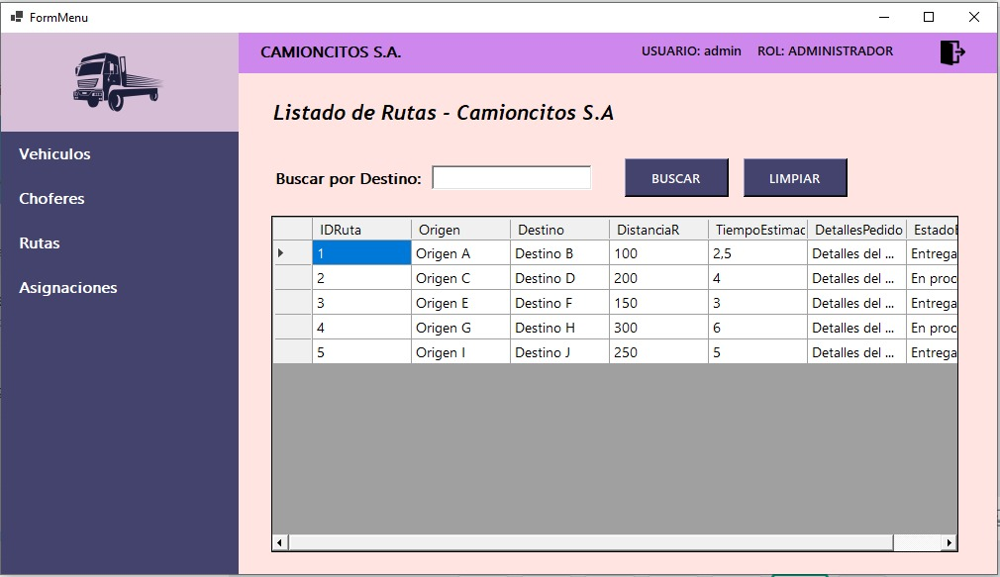 FormMenu
CAMIONCITOS S.A. USUARIO: admin ROL: ADMINISTRADOR
Vehiculos
Choferes
Rutas
Asignaciones
Listado de Rutas - Camioncitos S.A
Buscar por Destino: BUSCAR LIMPIAR
IDRuta Origen Destino DistanciaR TiempoEstimac DetallesPedido EstadoE
1 Origen A Destino B 100 2,5 Detalles del ... Entrega
2 Origen C Destino D 200 4 Detalles del ... En proc
3 Origen E Destino F 150 3 Detalles del ... Entrega
4 Origen G Destino H 300 6 Detalles del ... En proc
5 Origen I Destino J 250 5 Detalles del ... Entrega